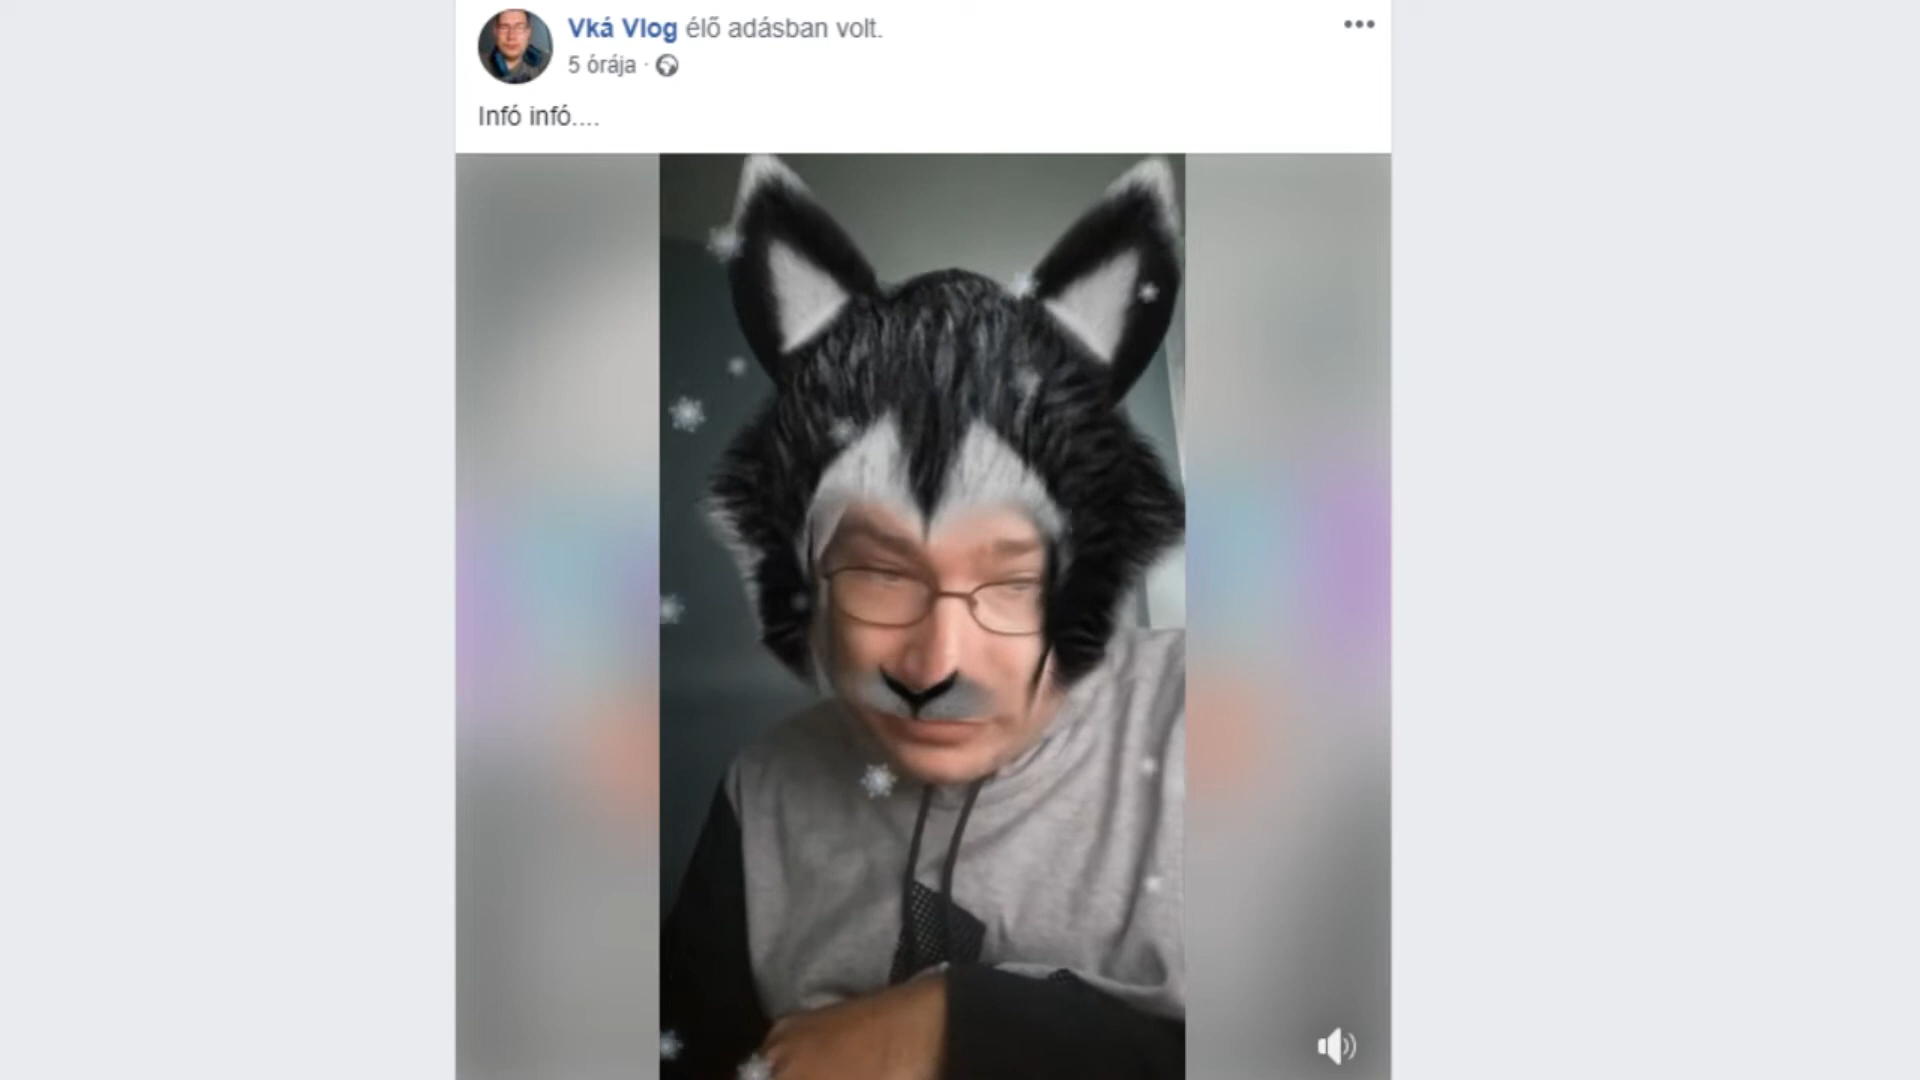 Vká Vlog élő adásban volt.
5 órája ·
Infó infó....